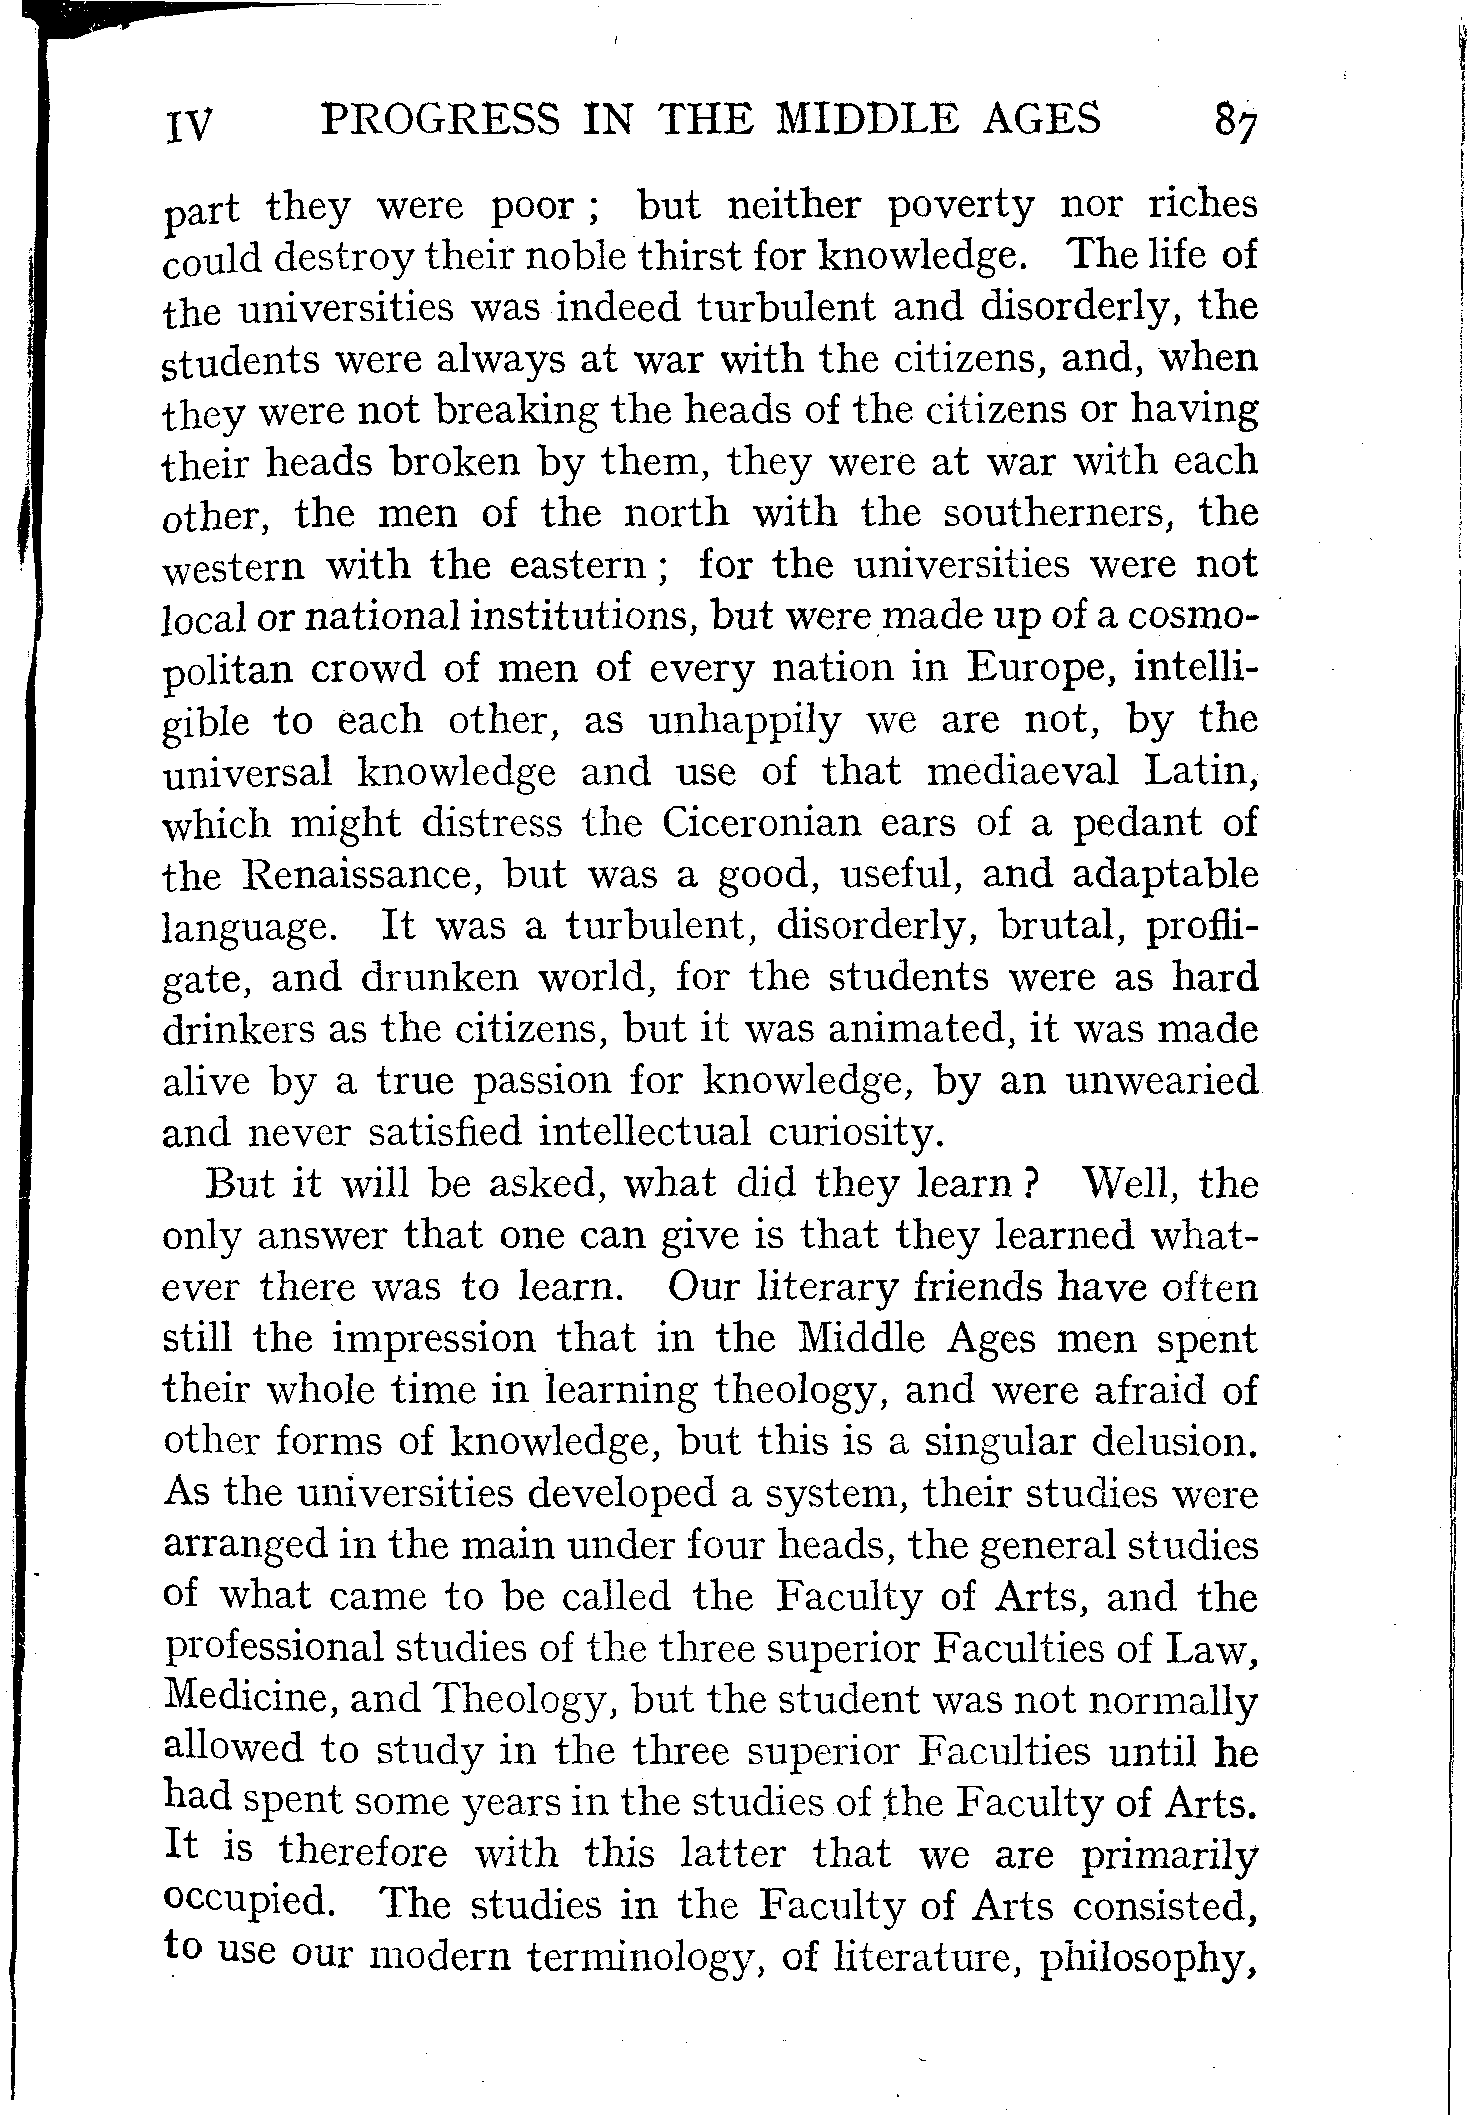 IV PROGRESS IN THE MIDDLE AGES 87
part they were poor ; but neither poverty nor riches
could destroy their noble thirst for knowledge. The life of
the universities was indeed turbulent and disorderly, the
students were always at war with the citizens, and, when
they were not breaking the heads of the citizens or having
their heads broken by them, they were at war with each
other, the men of the north with the southerners, the
western with the eastern ; for the universities were not
local or national institutions, but were made up of a cosmo-
politan crowd of men of every nation in Europe, intelli-
gible to each other, as unhappily we are not, by the
universal knowledge and use of that mediaeval Latin,
which might distress the Ciceronian ears of a pedant of
the Renaissance, but was a good, useful, and adaptable
language. It was a turbulent, disorderly, brutal, profli-
gate, and drunken world, for the students were as hard
drinkers as the citizens, but it was animated, it was made
alive by a true passion for knowledge, by an unwearied
and never satisfied intellectual curiosity.
But it will be asked, what did they learn ? Well, the
only answer that one can give is that they learned what-
ever there was to learn. Our literary friends have often
still the impression that in the Middle Ages men spent
their whole time in learning theology, and were afraid of
other forms of knowledge, but this is a singular delusion.
As the universities developed a system, their studies were
arranged in the main under four heads, the general studies
of what came to be called the Faculty of Arts, and the
professional studies of the three superior Faculties of Law,
Medicine, and Theology, but the student was not normally
allowed to study in the three superior Faculties until he
had spent some years in the studies of the Faculty of Arts.
It is therefore with this latter that we are primarily
occupied. The studies in the Faculty of Arts consisted,
to use our modern terminology, of literature, philosophy,